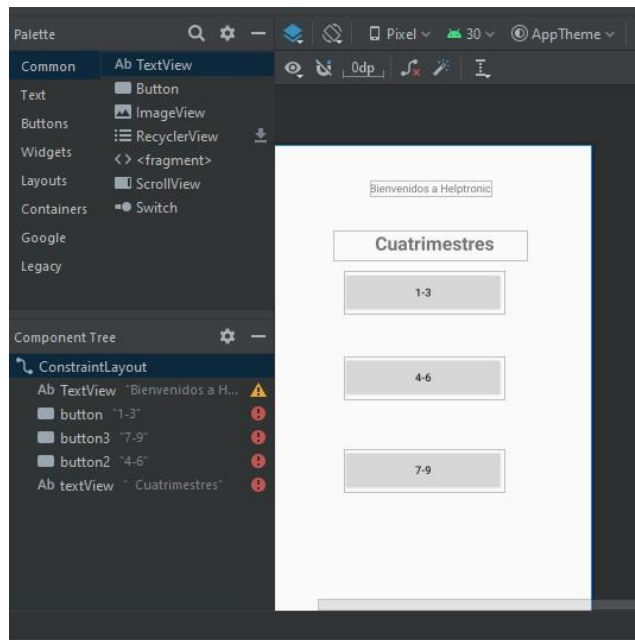 Palette
Pixel
30
AppTheme
Common
Text
Buttons
Widgets
Layouts
Containers
Google
Legacy
Ab TextView
Button
ImageView
RecyclerView
<> <fragment>
ScrollView
Switch
0dp
Component Tree
ConstraintLayout
Ab TextView "Bienvenidos a H...
button "1-3"
button3 "7-9"
button2 "4-6"
Ab textView " Cuatrimestres"
Bienvenidos a Helptronic
Cuatrimestres
1-3
4-6
7-9